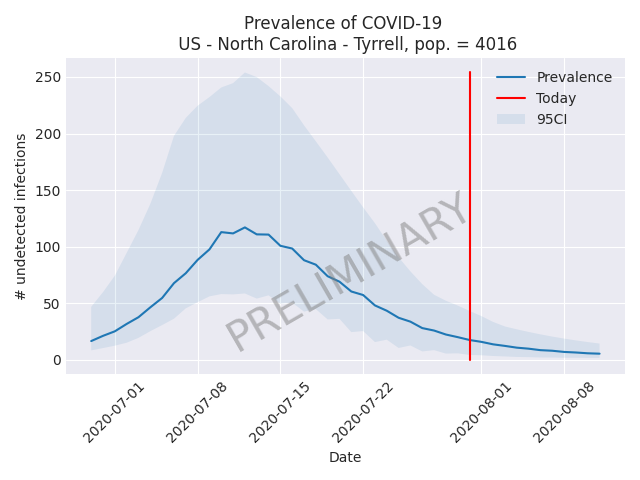 Prevalence of COVID-19
US - North Carolina - Tyrrell, pop. = 4016
Prevalence
Today
95CI
PRELIMINARY
# undetected infections
250
200
150
100
50
0
2020-07-01
2020-07-08
2020-07-15
2020-07-22
2020-08-01
2020-08-08
Date